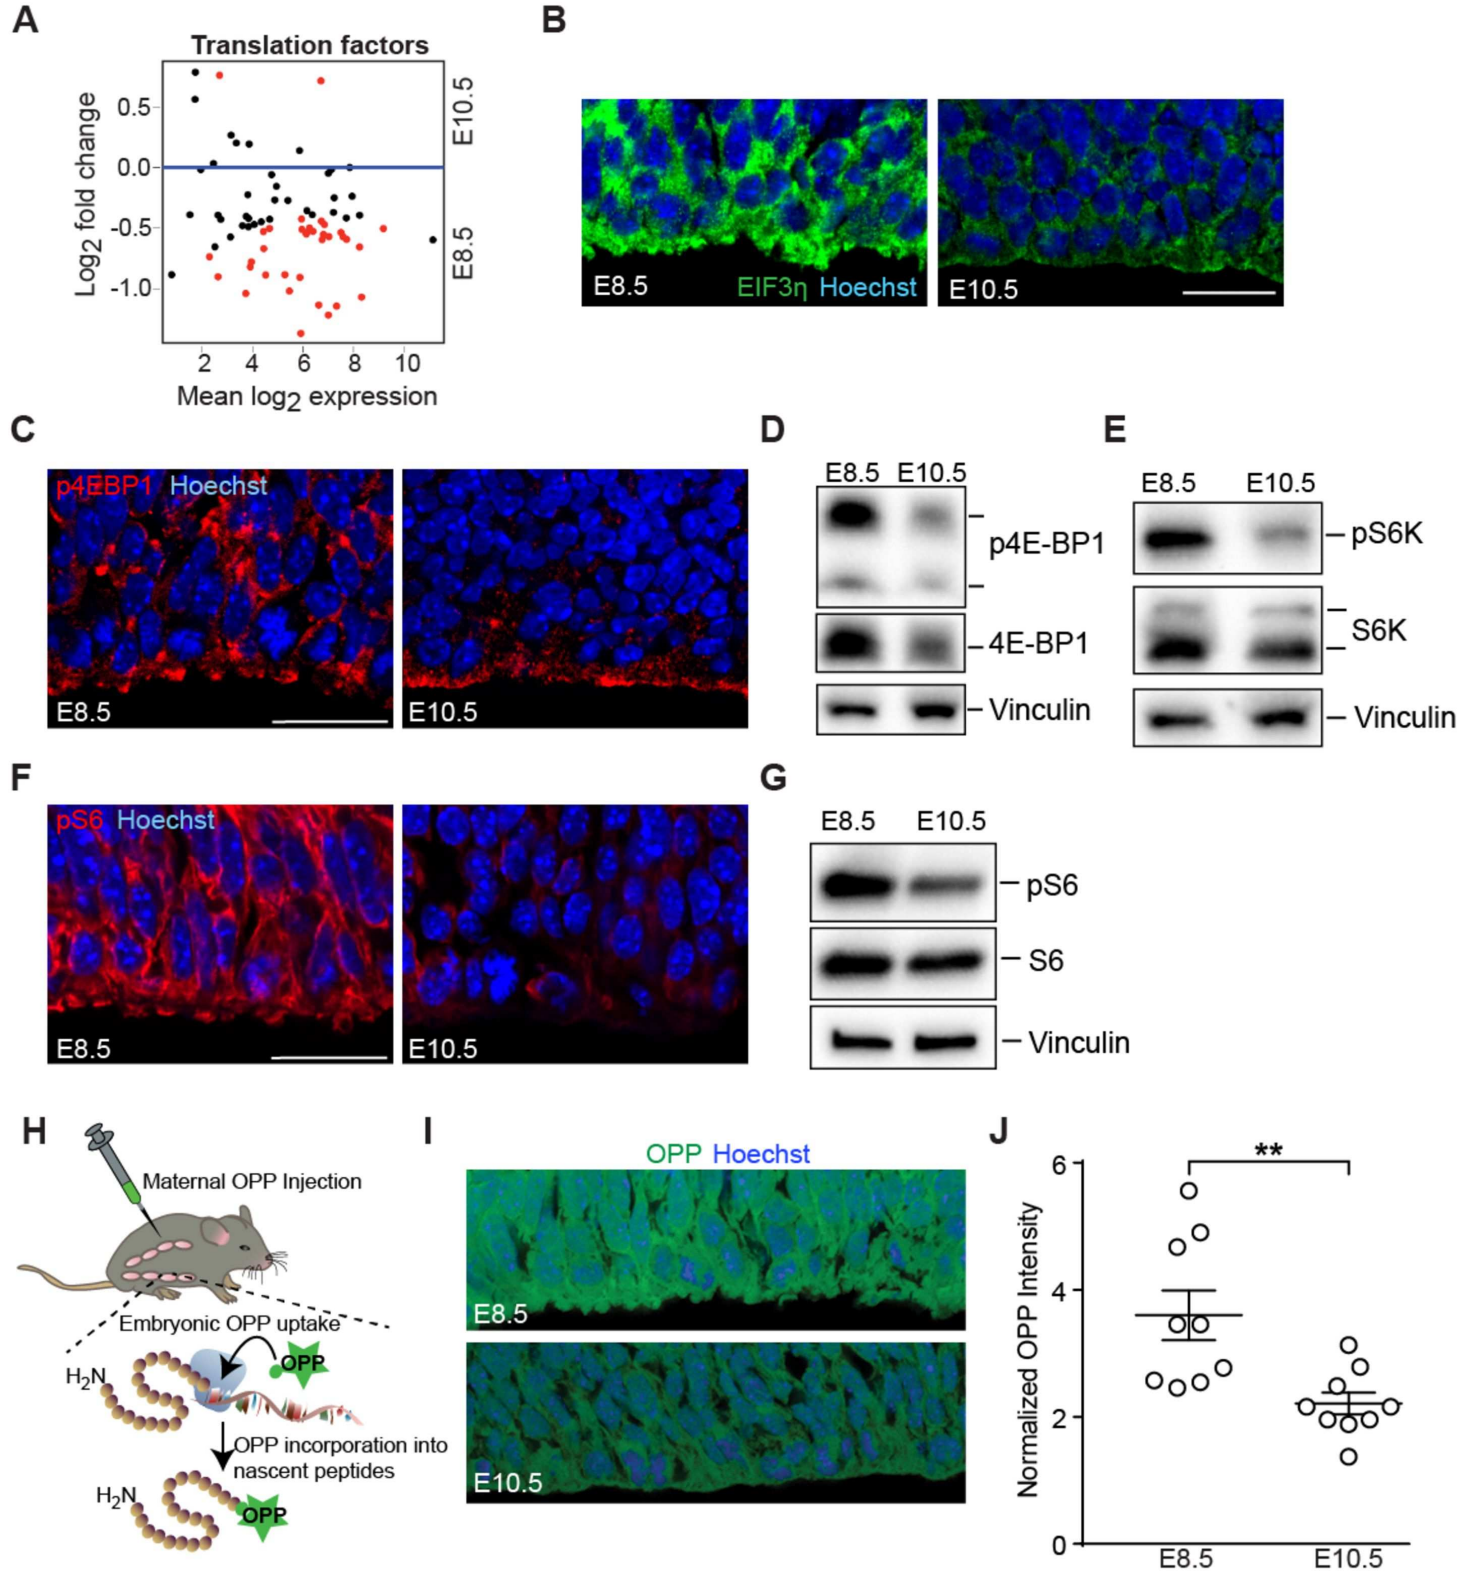 A
Translation factors
Log2 fold change
0.5
0.0
-0.5
-1.0
E10.5
E8.5
2 4 6 8 10
Mean log2 expression
B
E8.5
EIF3η Hoechst
E10.5
C
p4EBP1 Hoechst
E8.5
E10.5
D
E8.5 E10.5
p4E-BP1
4E-BP1
Vinculin
E
E8.5 E10.5
pS6K
S6K
Vinculin
F
pS6 Hoechst
E8.5
E10.5
G
E8.5 E10.5
pS6
S6
Vinculin
H
Maternal OPP Injection
Embryonic OPP uptake
H2N
OPP
OPP incorporation into
nascent peptides
H2N
OPP
I
OPP Hoechst
E8.5
E10.5
J
**
Normalized OPP Intensity
6
4
2
0
E8.5 E10.5